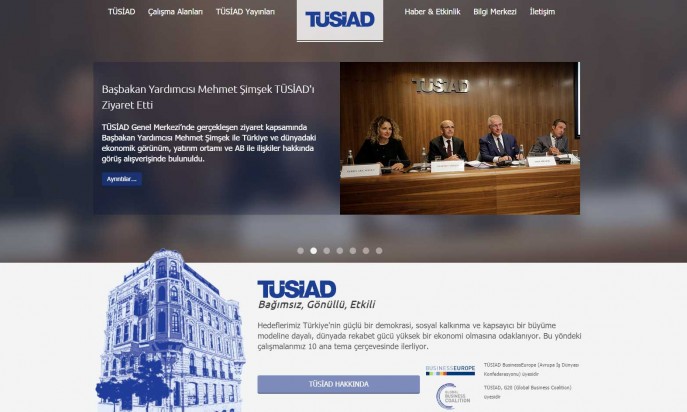 TÜSİAD Çalışma Alanları TÜSİAD Yayınları TÜSİAD Haber & Etkinlik Bilgi Merkezi İletişim
Başbakan Yardımcısı Mehmet Şimşek TÜSİAD'ı
Ziyaret Etti
TÜSİAD Genel Merkezi'nde gerçekleşen ziyaret kapsamında
Başbakan Yardımcısı Mehmet Şimşek ile Türkiye ve dünyadaki
ekonomik görünüm, yatırım ortamı ve AB ile ilişkiler hakkında
görüş alışverişinde bulunuldu.
Ayrıntılar...
TÜSİAD
TÜSİAD
Bağımsız, Gönüllü, Etkili
Hedeflerimiz Türkiye'nin güçlü bir demokrasi, sosyal kalkınma ve kapsayıcı bir büyüme
modeline dayalı, dünyada rekabet gücü yüksek bir ekonomi olmasına odaklanıyor. Bu yöndeki
çalışmalarımız 10 ana tema çerçevesinde ilerliyor.
TÜSİAD HAKKINDA
BUSINESSEUROPE
TÜSİAD BusinessEurope (Avrupa İş Dünyası
Konfederasyonu) üyesidir
GLOBAL
BUSINESS
COALITION
TÜSİAD, B20 (Global Business Coalition)
üyesidir